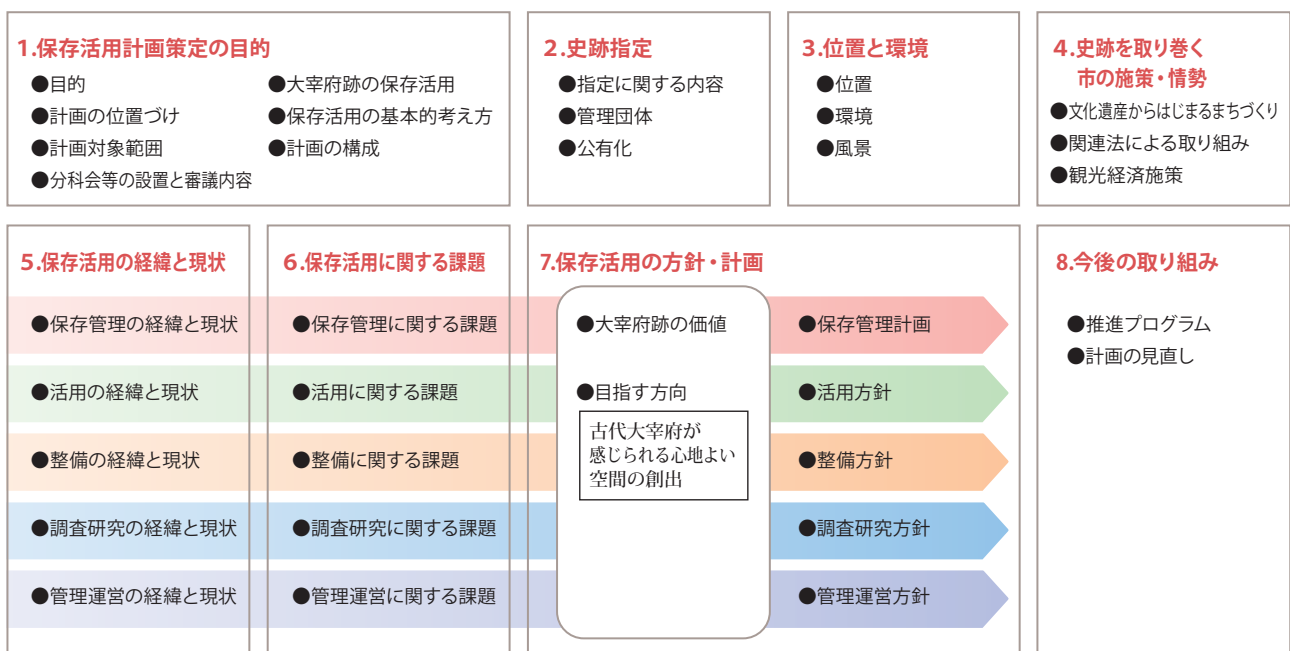 1.保存活用計画策定の目的
●目的
●計画の位置づけ
●計画対象範囲
●分科会等の設置と審議内容
●大宰府跡の保存活用
●保存活用の基本的考え方
●計画の構成
2.史跡指定
●指定に関する内容
●管理団体
●公有化
3.位置と環境
●位置
●環境
●風景
4.史跡を取り巻く
市の施策・情勢
●文化遺産からはじまるまちづくり
●関連法による取り組み
●観光経済施策
5.保存活用の経緯と現状
●保存管理の経緯と現状
●活用の経緯と現状
●整備の経緯と現状
●調査研究の経緯と現状
●管理運営の経緯と現状
6.保存活用に関する課題
●保存管理に関する課題
●活用に関する課題
●整備に関する課題
●調査研究に関する課題
●管理運営に関する課題
7.保存活用の方針・計画
●大宰府跡の価値
●目指す方向
古代大宰府が
感じられる心地よい
空間の創出
●保存管理計画
●活用方針
●整備方針
●調査研究方針
●管理運営方針
8.今後の取り組み
●推進プログラム
●計画の見直し